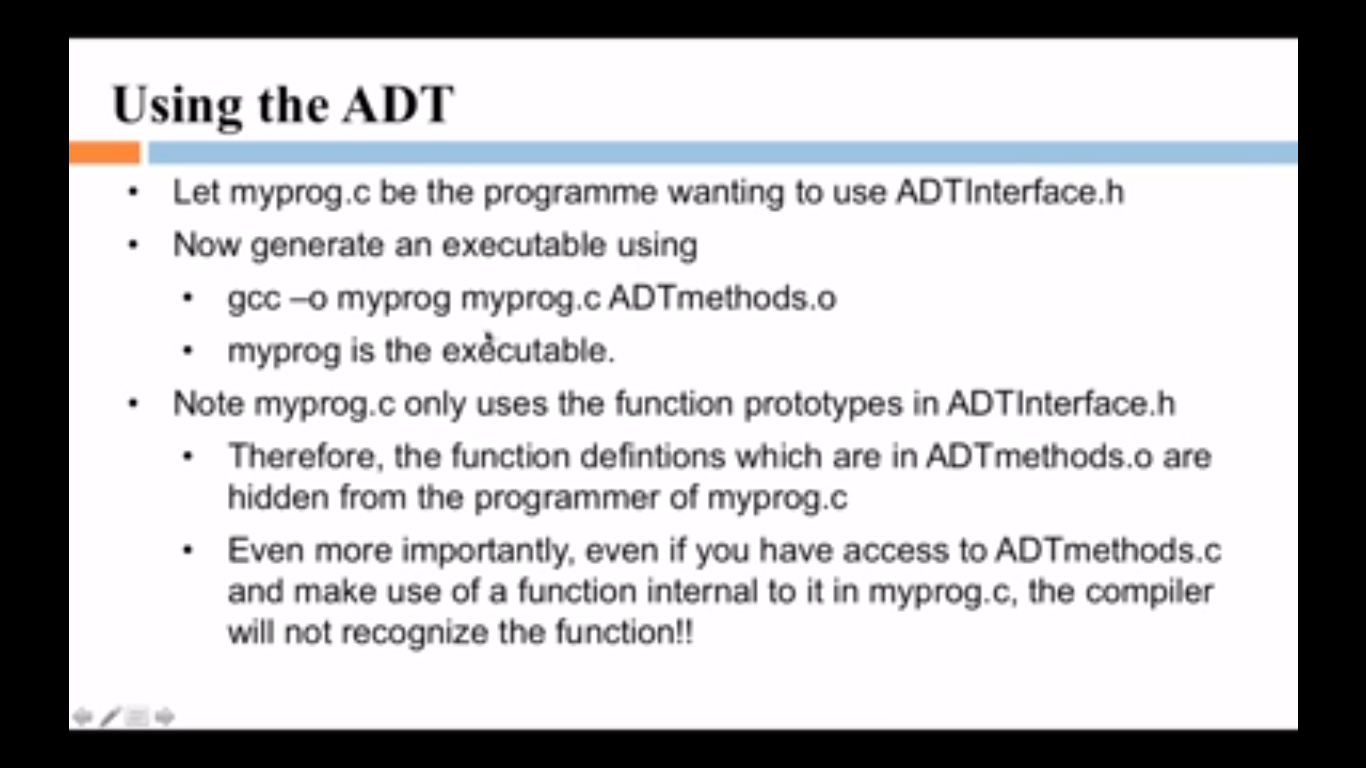 Using the ADT
• Let myprog.c be the programme wanting to use ADTInterface.h
• Now generate an executable using
• gcc –o myprog myprog.c ADTmethods.o
• myprog is the executable.
• Note myprog.c only uses the function prototypes in ADTInterface.h
• Therefore, the function defintions which are in ADTmethods.o are
hidden from the programmer of myprog.c
• Even more importantly, even if you have access to ADTmethods.c
and make use of a function internal to it in myprog.c, the compiler
will not recognize the function!!